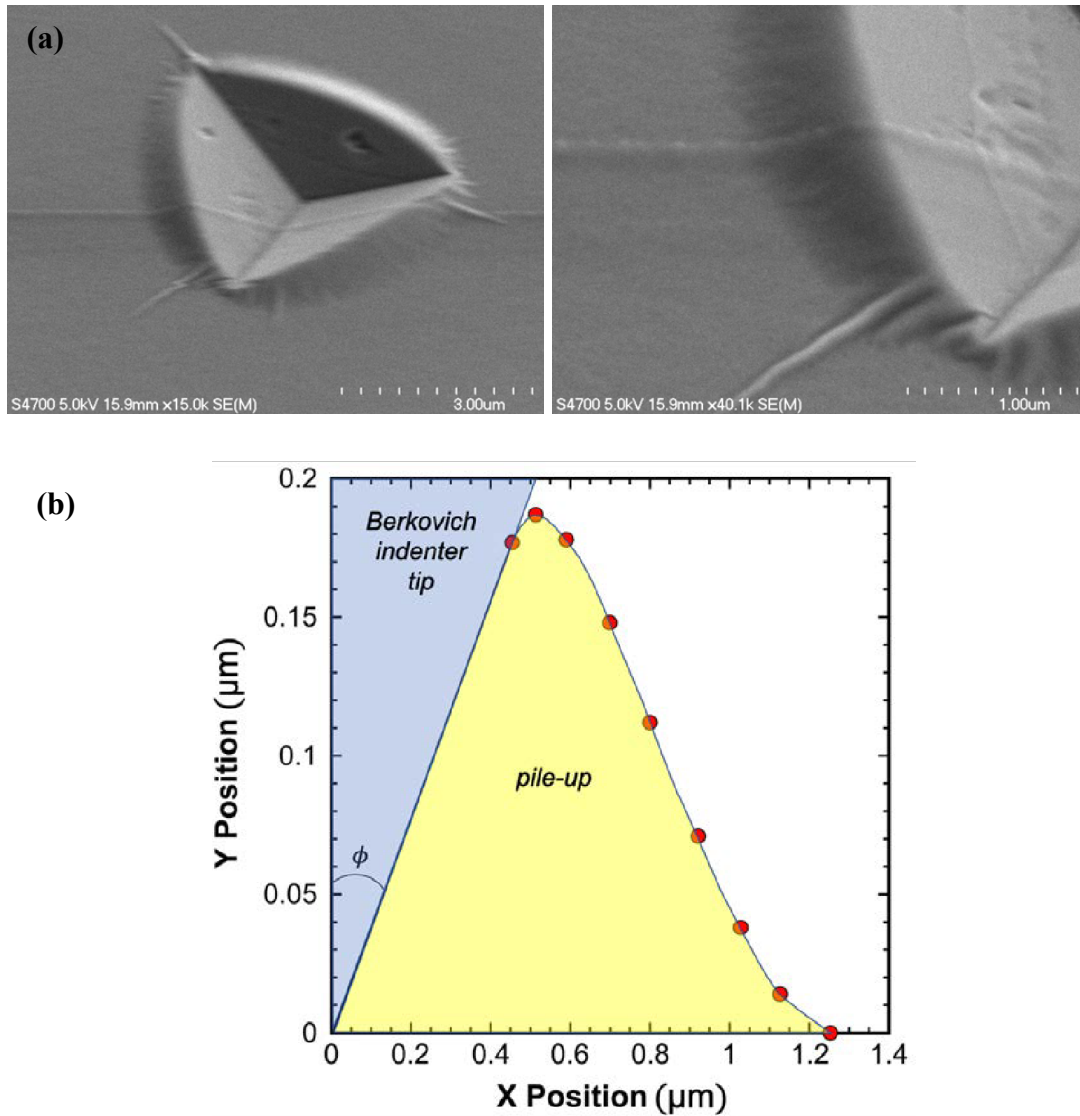 (a)
S4700 5.0kV 15.9mm x15.0k SE(M)
3.00um
S4700 5.0kV 15.9mm x40.1k SE(M)
1.00um
(b)
0.2
0.15
0.1
0.05
0
Y Position (μm)
Berkovich
indenter
tip
ϕ
pile-up
0 0.2 0.4 0.6 0.8 1 1.2 1.4
X Position (μm)